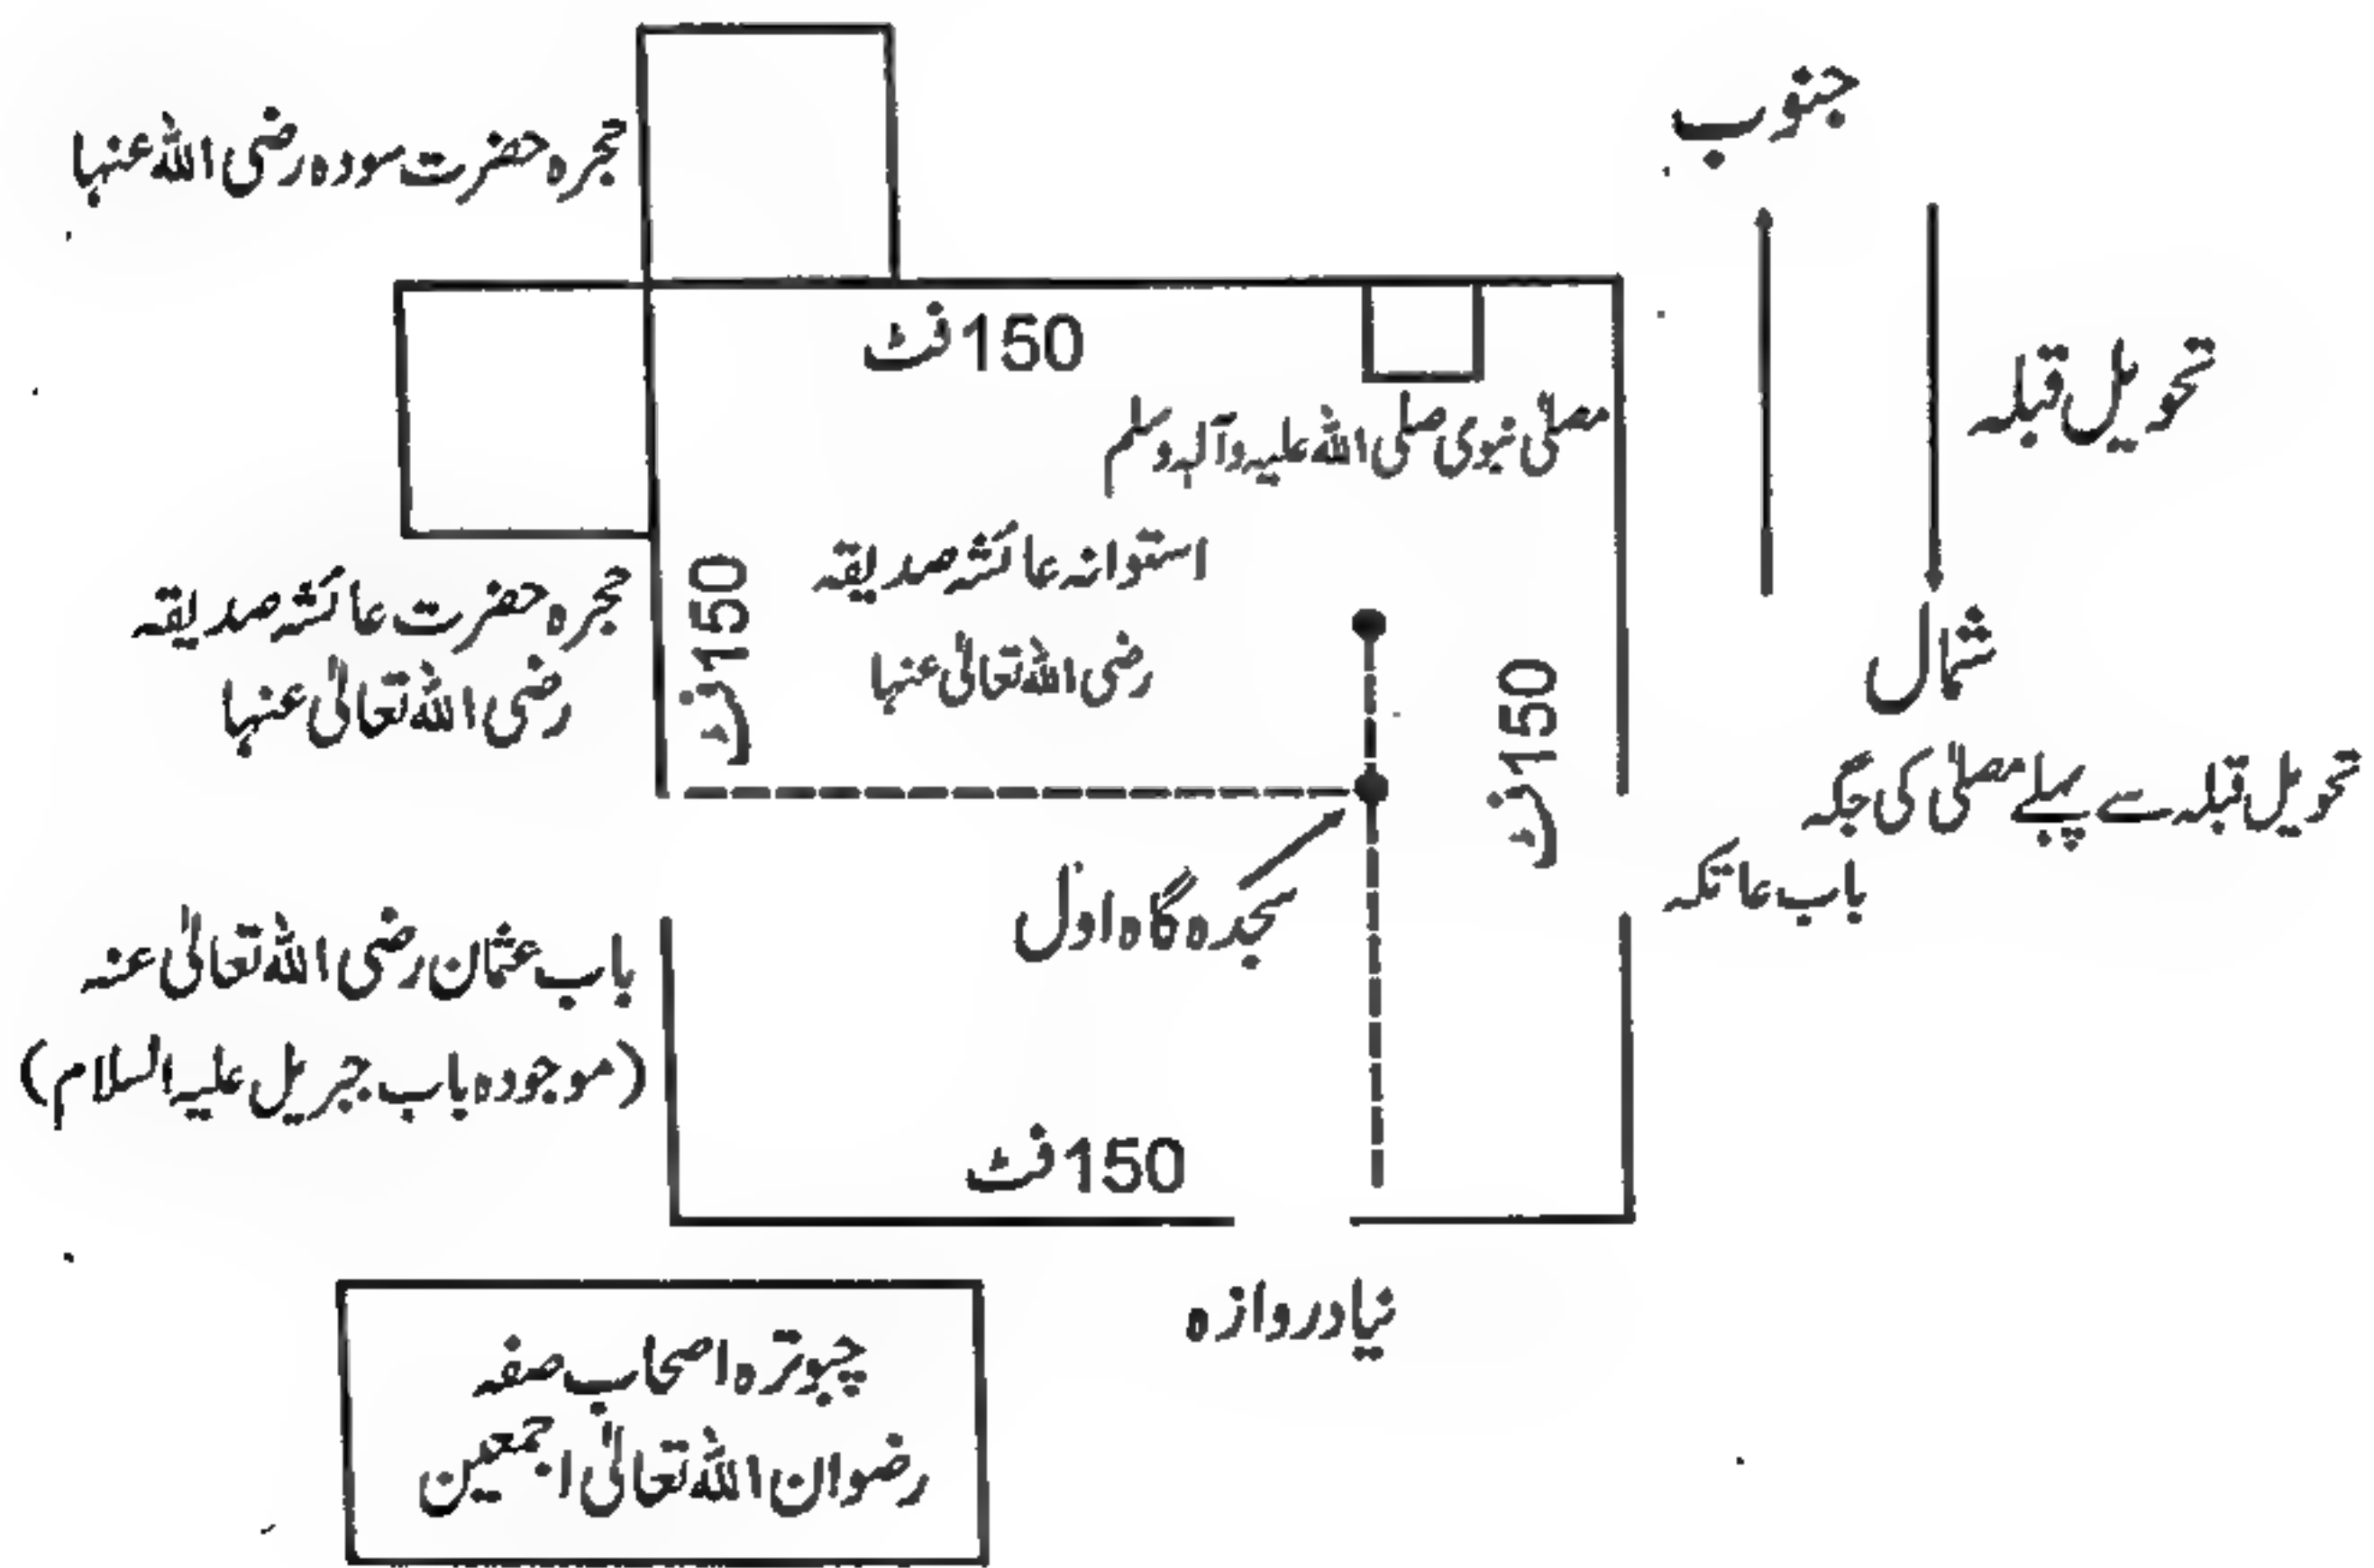 جنوب
حجرہ حضرت سودہ رضی اللہ عنہا
150 فٹ
تحویل قبلہ
مصلیٰ نبوی صلی اللہ علیہ وآلہ وسلم
استوانہ عائشہ صدیقہ
رضی اللہ تعالیٰ عنہا
150 فٹ
150 فٹ
حجرہ حضرت عائشہ صدیقہ
رضی اللہ تعالیٰ عنہا
شمال
تحویل قبلہ سے پہلے مصلیٰ کی جگہ
باب عاتکہ
سجدہ گاہ اول
باب عثمان رضی اللہ تعالیٰ عنہ
(موجودہ باب جبریل علیہ السلام)
150 فٹ
نیا دروازہ
چبوترہ اصحاب صفہ
رضوان اللہ تعالیٰ اجمعین